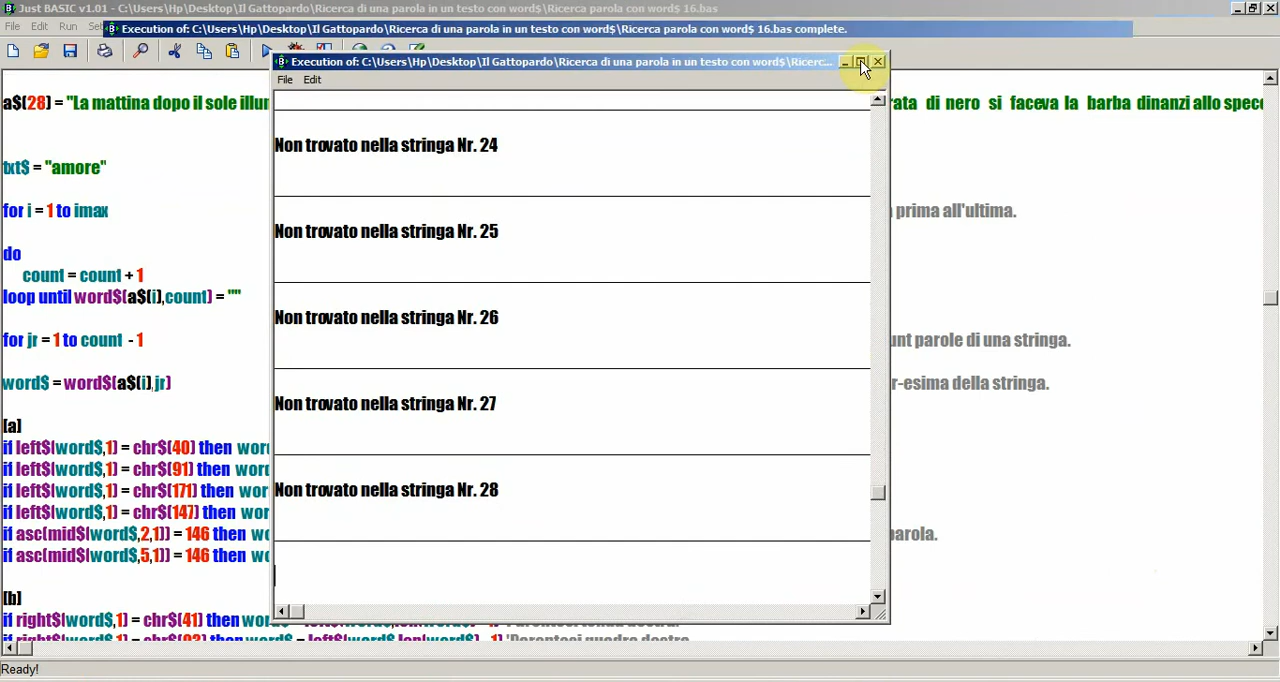 Just BASIC v1.01 - C:\Users\Hp\Desktop\Il Gattopardo\Ricerca di una parola in un testo con word$\Ricerca parola con word$ 16.bas
File Edit Run
Execution of: C:\Users\Hp\Desktop\Il Gattopardo\Ricerca di una parola in un testo con word$\Ricerca parola con word$ 16.bas complete.
Execution of: C:\Users\Hp\Desktop\Il Gattopardo\Ricerca di una parola in un testo con word$\Ricerc...
File Edit
a$(28) = "La mattina dopo il sole illur
di nero si faceva la barba dinanzi allo spec
txt$ = "amore"
for i = 1 to imax
prima all'ultima.
do
count = count + 1
loop until word$(a$(i),count) = ""
for jr = 1 to count - 1
unt parole di una stringa.
word$ = word$(a$(i),jr)
r-esima della stringa.
[a]
if left$(word$,1) = chr$(40) then word
if left$(word$,1) = chr$(91) then word
if left$(word$,1) = chr$(171) then wor
if left$(word$,1) = chr$(147) then wor
if asc(mid$(word$,2,1)) = 146 then wo
parola.
if asc(mid$(word$,5,1)) = 146 then wo
[b]
if right$(word$,1) = chr$(41) then wor
Non trovato nella stringa Nr. 24
Non trovato nella stringa Nr. 25
Non trovato nella stringa Nr. 26
Non trovato nella stringa Nr. 27
Non trovato nella stringa Nr. 28
Ready!